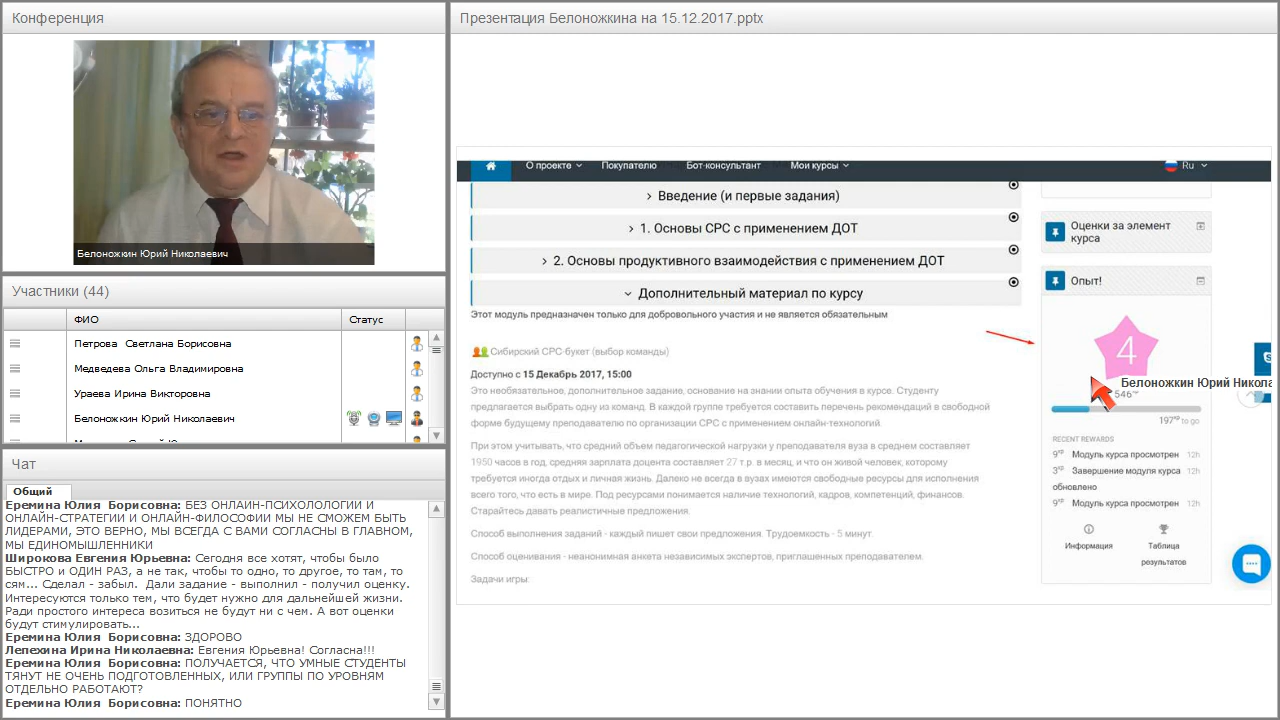 Конференция
Белоножкин Юрий Николаевич
Участники (44)
ФИО
Статус
Петрова Светлана Борисовна
Медведева Ольга Владимировна
Ураева Ирина Викторовна
Белоножкин Юрий Николаевич
Чат
Общий
Еремина Юлия Борисовна: БЕЗ ОНЛАЙН-ПСИХОЛОЛОГИИ И
ОНЛАЙН-СТРАТЕГИИ И ОНЛАЙН-ФИЛОСОФИИ МЫ НЕ СМОЖЕМ БЫТЬ
ЛИДЕРАМИ, ЭТО ВЕРНО, МЫ ВСЕГДА С ВАМИ СОГЛАСНЫ В ГЛАВНОМ,
МЫ ЕДИНОМЫШЛЕННИКИ
Широкова Евгения Юрьевна: Сегодня все хотят, чтобы было
БЫСТРО и ОДИН РАЗ, а не так, чтобы то одно, то другое, то там, то
сям... Сделал - забыл. Дали задание - выполнил - получил оценку.
Интересуются только тем, что будет нужно для дальнейшей жизни.
Ради простого интереса возиться не будут ни с чем. А вот оценки
будут стимулировать...
Еремина Юлия Борисовна: ЗДОРОВО
Лепехина Ирина Николаевна: Евгения Юрьевна! Согласна!!!
Еремина Юлия Борисовна: ПОЛУЧАЕТСЯ, ЧТО УМНЫЕ СТУДЕНТЫ
ТЯНУТ НЕ ОЧЕНЬ ПОДГОТОВЛЕННЫХ, ИЛИ ГРУППЫ ПО УРОВНЯМ
ОТДЕЛЬНО РАБОТАЮТ?
Еремина Юлия Борисовна: ПОНЯТНО
Презентация Белоножкина на 15.12.2017.pptx
О проекте
Покупателю
Бот-консультант
Мои курсы
Ru
Введение (и первые задания)
1. Основы СРС с применением ДОТ
2. Основы продуктивного взаимодействия с применением ДОТ
Дополнительный материал по курсу
Этот модуль предназначен только для добровольного участия и не является обязательным
Сибирский СРС-букет (выбор команды)
Доступно с 15 Декабрь 2017, 15:00
Это необязательное, дополнительное задание, основание на знании опыта обучения в курсе. Студенту
предлагается выбрать одну из команд. В каждой группе требуется составить перечень рекомендаций в свободной
форме будущему преподавателю по организации СРС с применением онлайн-технологий.
При этом учитывать, что средний объем педагогической нагрузки у преподавателя вуза в среднем составляет
1950 часов в год, средняя зарплата доцента составляет 27 т.р. в месяц, и что он живой человек, которому
требуется иногда отдых и личная жизнь. Далеко не всегда в вузах имеются свободные ресурсы для исполнения
всего того, что есть в мире. Под ресурсами понимается наличие технологий, кадров, компетенций, финансов.
Старайтесь давать реалистичные предложения.
Способ выполнения заданий - каждый пишет свои предложения. Трудоемкость - 5 минут.
Способ оценивания - неанонимная анкета независимых экспертов, приглашенных преподавателем.
Задачи игры:
Оценки за элемент
курса
Опыт!
4
Белоножкин Юрий Никола
546
197xp to go
RECENT REWARDS
9xp Модуль курса просмотрен 12h
3xp Завершение модуля курса 12h
обновлено
9xp Модуль курса просмотрен 12h
Информация
Таблица
результатов